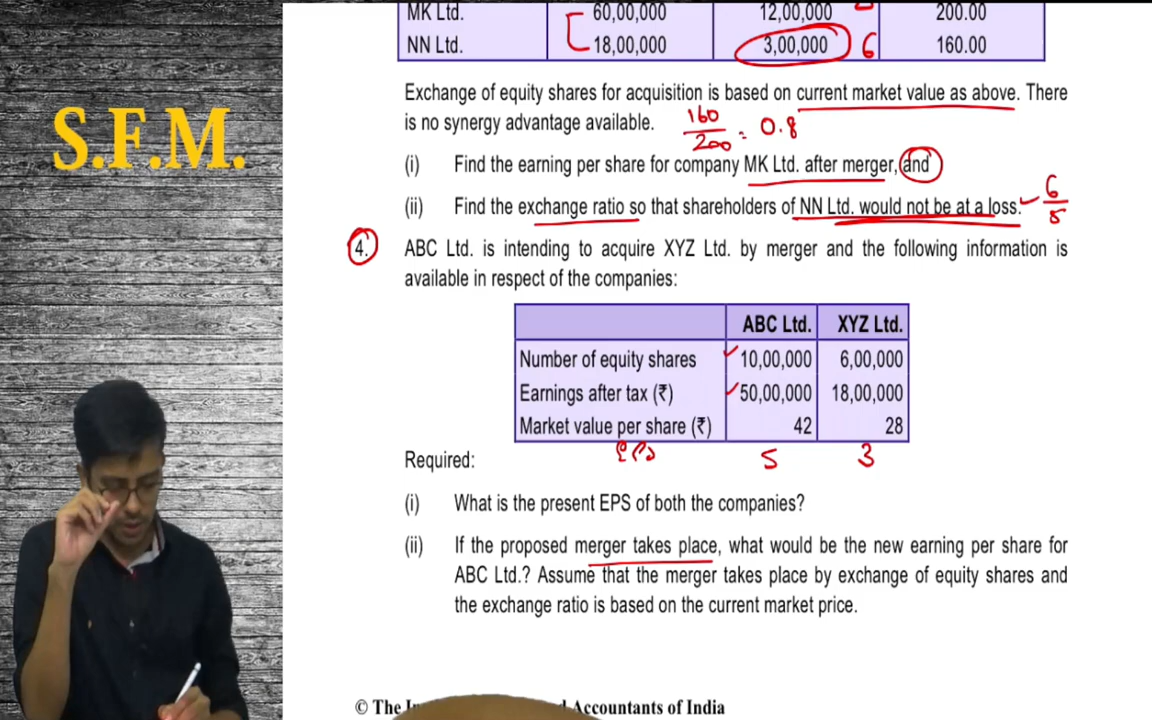 S.F.M.
MK Ltd. 60,00,000 12,00,000 200.00
NN Ltd. 18,00,000 3,00,000 6 160.00
Exchange of equity shares for acquisition is based on current market value as above. There
is no synergy advantage available. 160/200 = 0.8
(i) Find the earning per share for company MK Ltd. after merger, and
(ii) Find the exchange ratio so that shareholders of NN Ltd. would not be at a loss. 6/5
4. ABC Ltd. is intending to acquire XYZ Ltd. by merger and the following information is
available in respect of the companies:
ABC Ltd. XYZ Ltd.
Number of equity shares 10,00,000 6,00,000
Earnings after tax (₹) 50,00,000 18,00,000
Market value per share (₹) 42 28
EPS 5 3
Required:
(i) What is the present EPS of both the companies?
(ii) If the proposed merger takes place, what would be the new earning per share for
ABC Ltd.? Assume that the merger takes place by exchange of equity shares and
the exchange ratio is based on the current market price.
© The Accountants of India